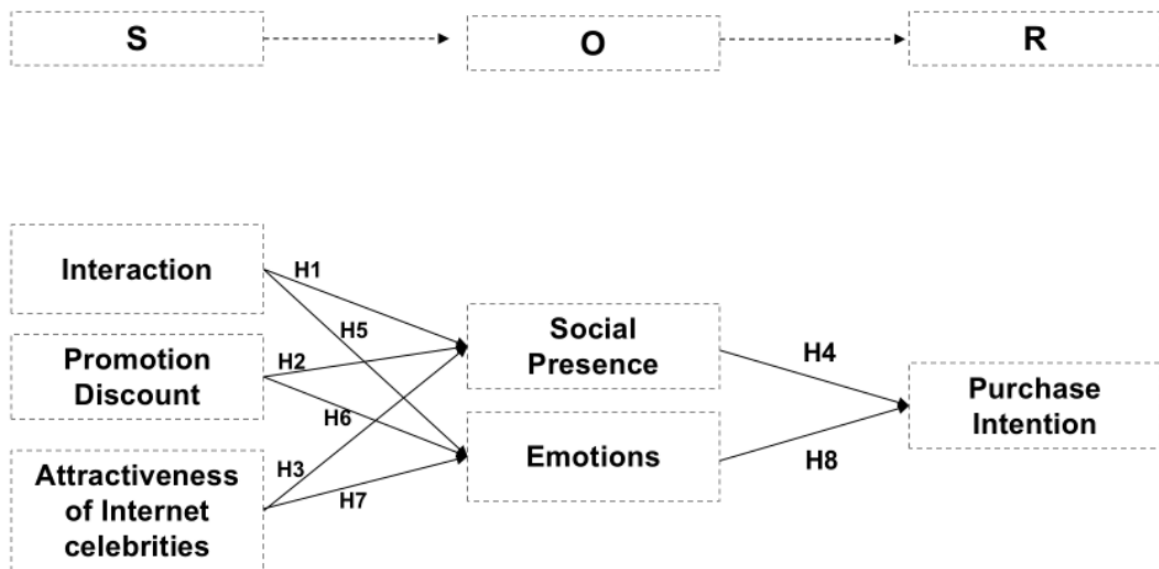 S
O
R
Interaction
H1
H5
Promotion
Discount
H2
H6
Attractiveness
of Internet
celebrities
H3
H7
Social
Presence
Emotions
H4
H8
Purchase
Intention